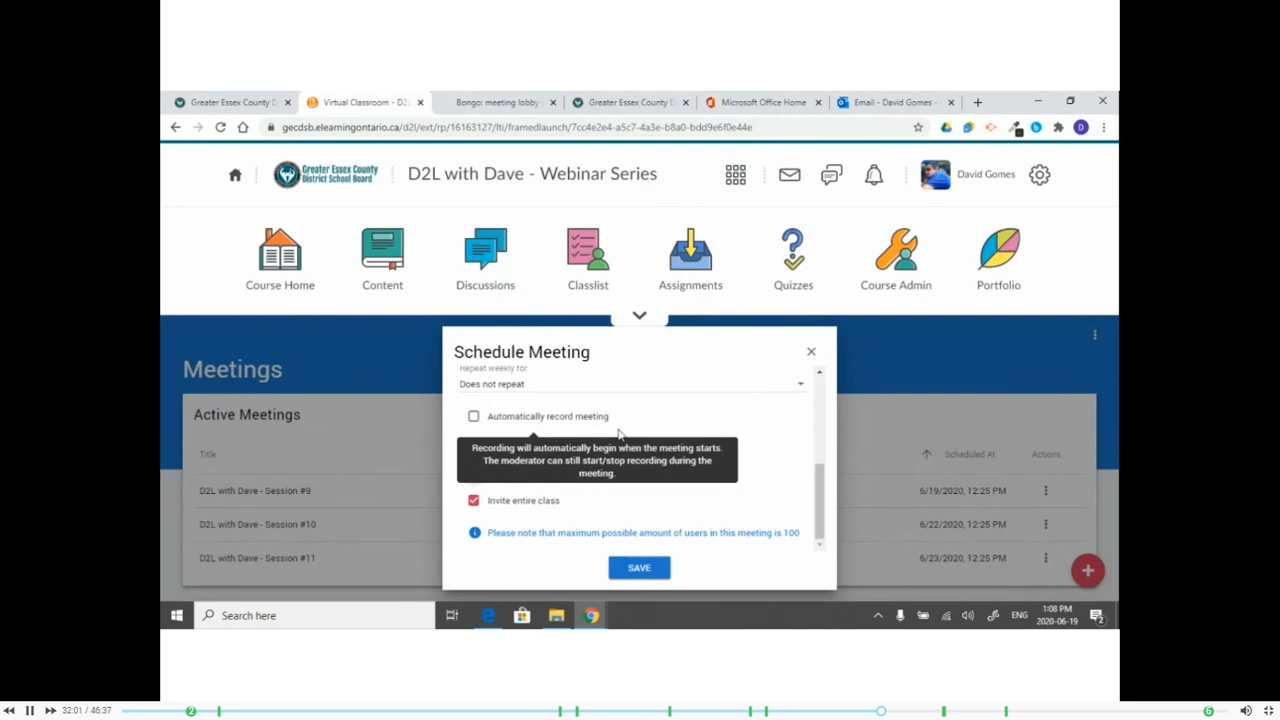 Greater Essex County D
Virtual Classroom - D2L
Bongo: meeting lobby
Greater Essex County D
Microsoft Office Home
Email - David Gomes -
gecdsb.elearningontario.ca/d2l/ext/rp/16163127/lti/framedlaunch/7cc4e2e4-a5c7-4a3e-b8a0-bdd9e6f0e44e
Greater Essex County
District School Board
D2L with Dave - Webinar Series
David Gomes
Course Home
Content
Discussions
Classlist
Assignments
Quizzes
Course Admin
Portfolio
Meetings
Active Meetings
Title
Scheduled At
Actions
D2L with Dave - Session #9
6/19/2020, 12:25 PM
D2L with Dave - Session #10
6/22/2020, 12:25 PM
D2L with Dave - Session #11
6/23/2020, 12:25 PM
Schedule Meeting
Repeat weekly for
Does not repeat
Automatically record meeting
Recording will automatically begin when the meeting starts.
The moderator can still start/stop recording during the
meeting.
Invite entire class
Please note that maximum possible amount of users in this meeting is 100
SAVE
Search here
ENG
1:08 PM
2020-06-19
2
32:01 / 46:37
2
6